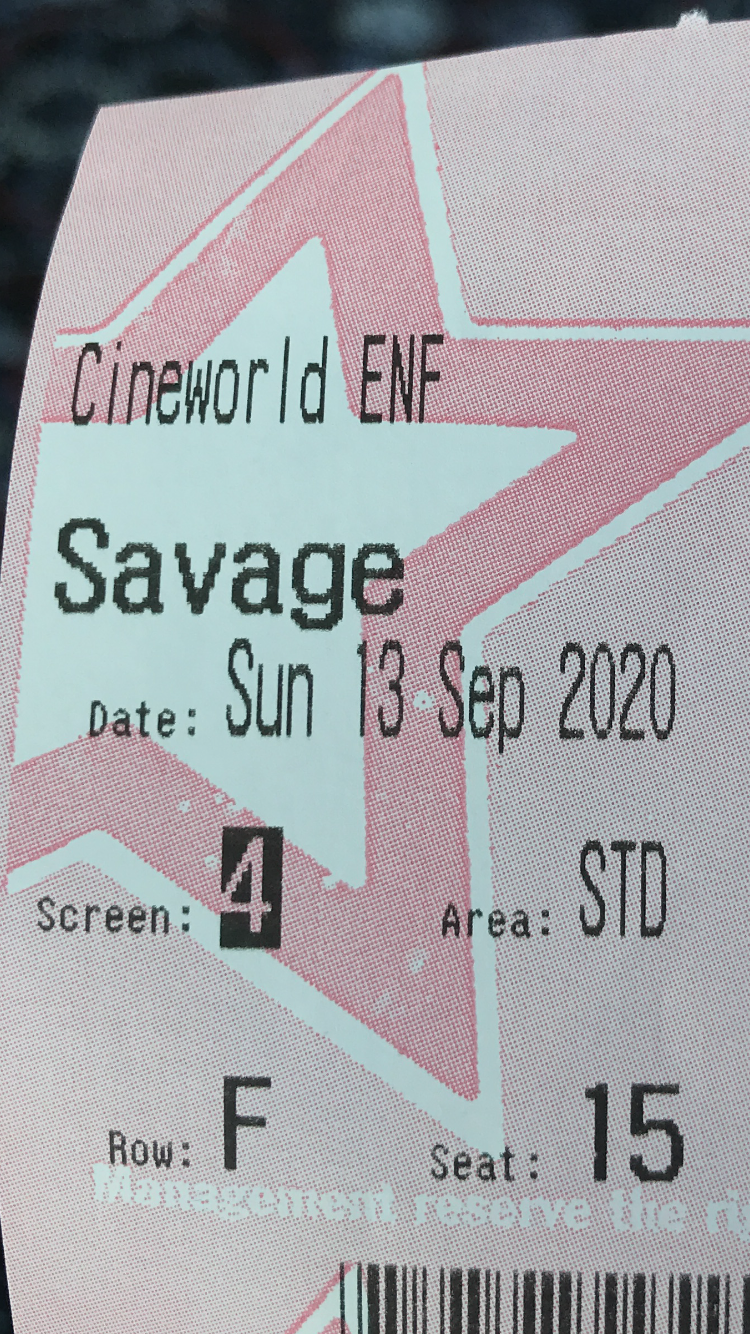 Cineworld ENF
Savage
Date: Sun 13 Sep 2020
Screen: 4 Area: STD
Row: F Seat: 15
Management reserve the